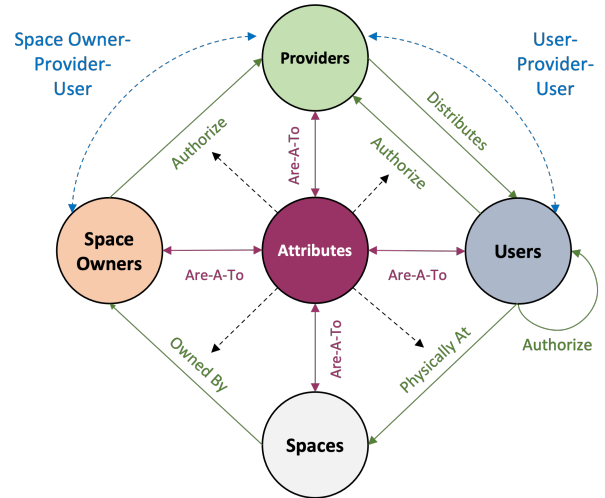 Space Owner-
Provider-
User
Providers
User-
Provider-
User
Distributes
Authorize
Are-A-To
Authorize
Space
Owners
Attributes
Users
Are-A-To
Are-A-To
Owned By
Are-A-To
Physically At
Authorize
Spaces